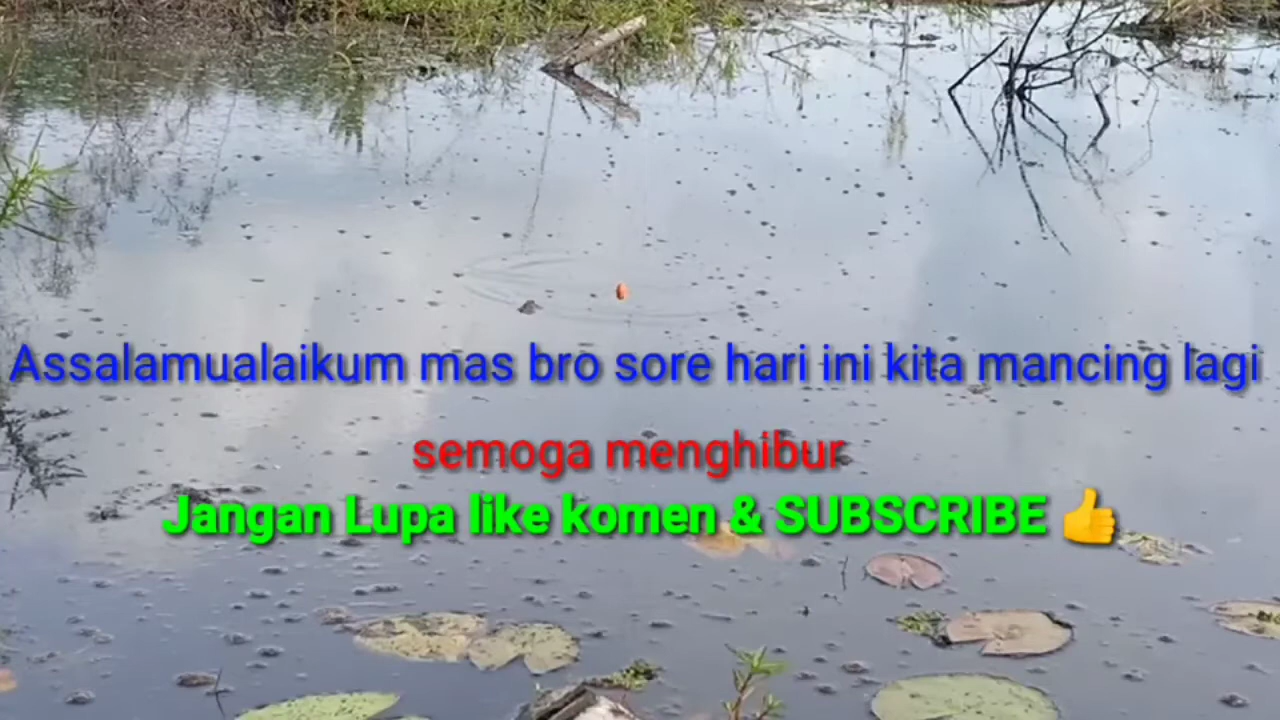 Assalamualaikum mas bro sore hari ini kita mancing lagi
semoga menghibur
Jangan Lupa like komen & SUBSCRIBE 👍